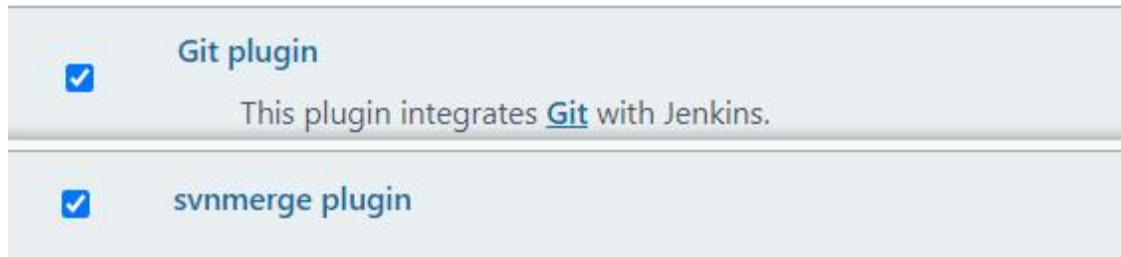 Git plugin
This plugin integrates Git with Jenkins.
svnmerge plugin